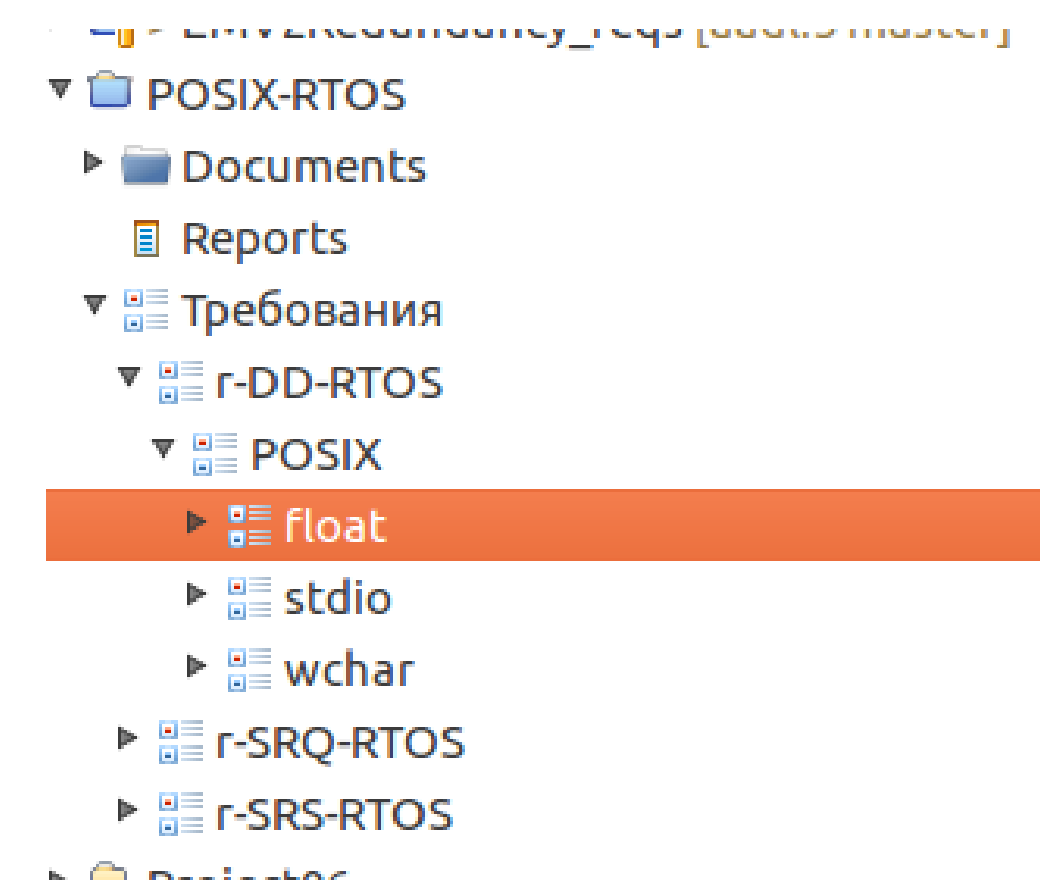 POSIX-RTOS
Documents
Reports
Требования
r-DD-RTOS
POSIX
float
stdio
wchar
r-SRQ-RTOS
r-SRS-RTOS